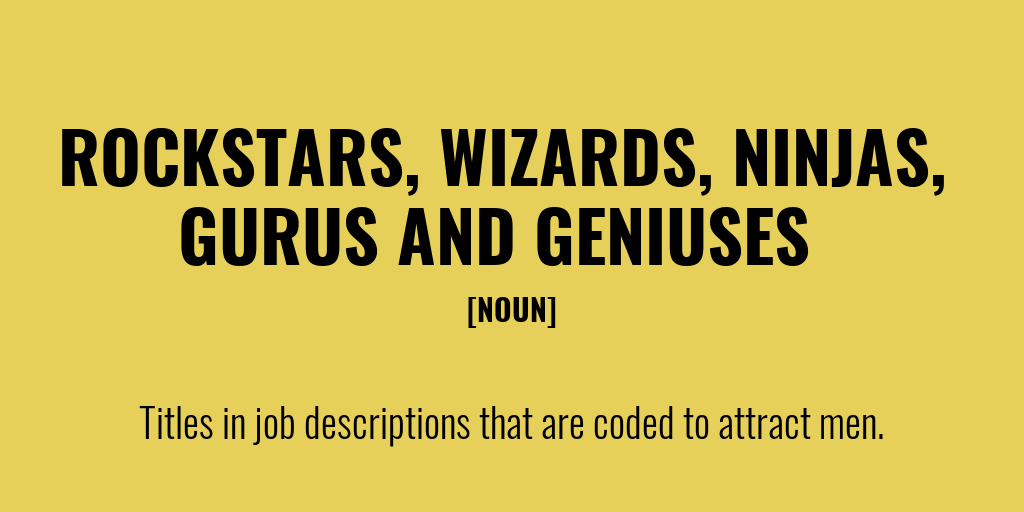 ROCKSTARS, WIZARDS, NINJAS,
GURUS AND GENIUSES
[NOUN]
Titles in job descriptions that are coded to attract men.